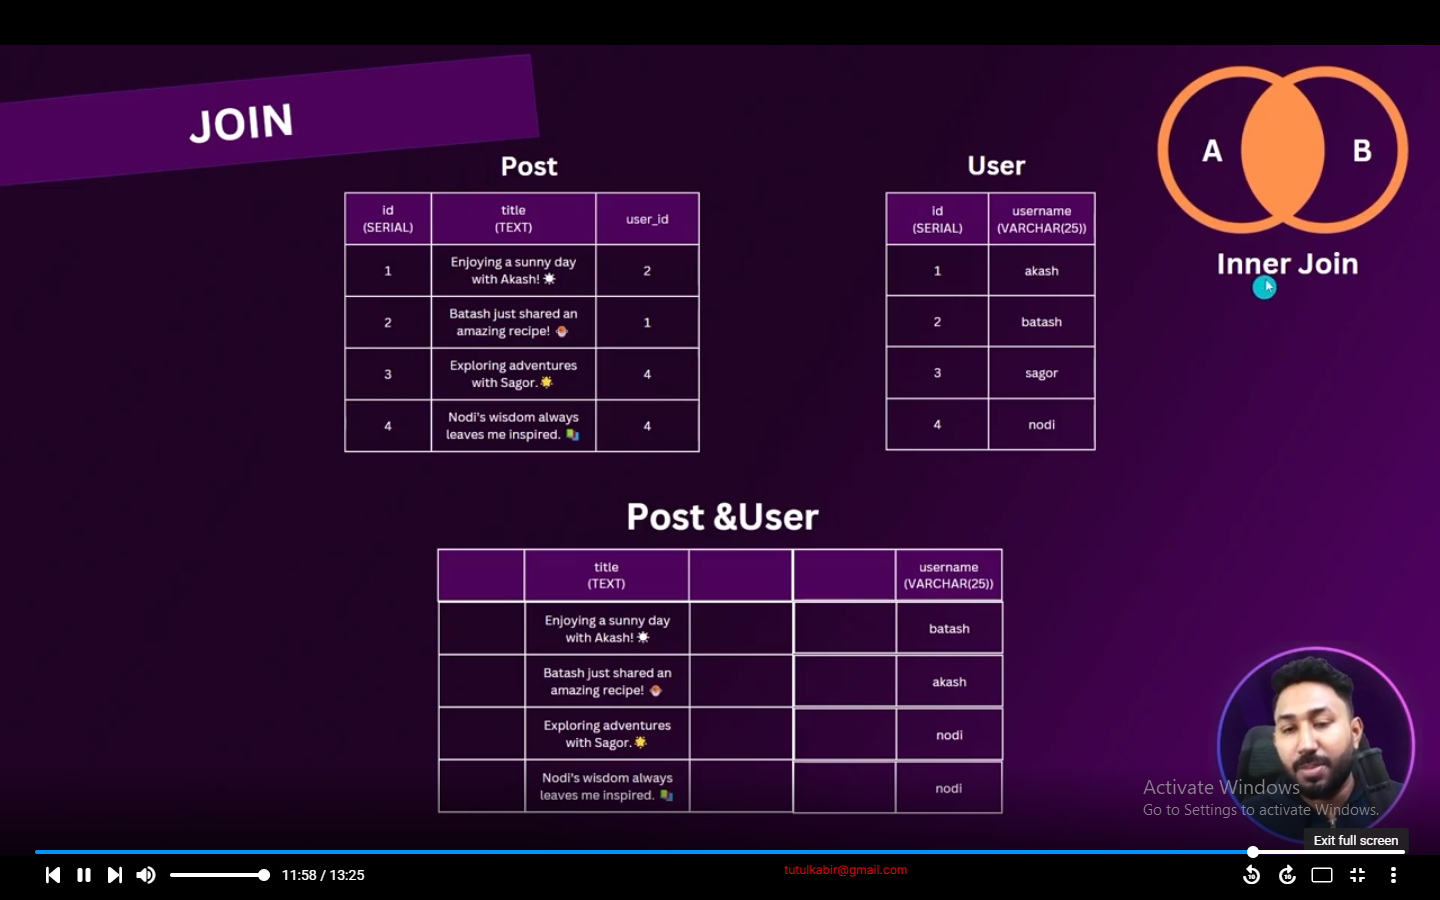 JOIN
Post
id
(SERIAL)
title
(TEXT)
user_id
1
Enjoying a sunny day
with Akash! ☀
2
2
Batash just shared an
amazing recipe!
1
3
Exploring adventures
with Sagor. 🌟
4
4
Nodi's wisdom always
leaves me inspired. 📚
4
User
id
(SERIAL)
username
(VARCHAR(25))
1
akash
2
batash
3
sagor
4
nodi
A
B
Inner Join
Post &User
title
(TEXT)
username
(VARCHAR(25))
Enjoying a sunny day
with Akash! ☀
batash
Batash just shared an
amazing recipe!
akash
Exploring adventures
with Sagor. 🌟
nodi
Nodi's wisdom always
leaves me inspired. 📚
nodi
Activate Windows
Go to Settings to activate Windows.
Exit full screen
11:58 / 13:25
tutulkabir@gmail.com
10
10